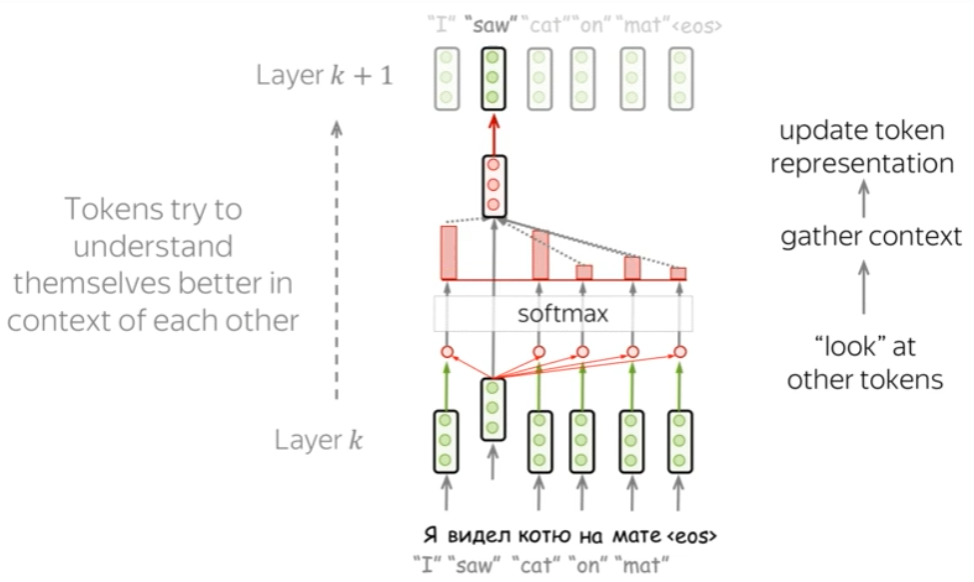 "I" "saw" "cat" "on" "mat" <eos>
Layer k + 1
Tokens try to
understand
themselves better in
context of each other
Layer k
softmax
update token
representation
gather context
"look" at
other tokens
Я видел котю на мате <eos>
"I" "saw" "cat" "on" "mat"